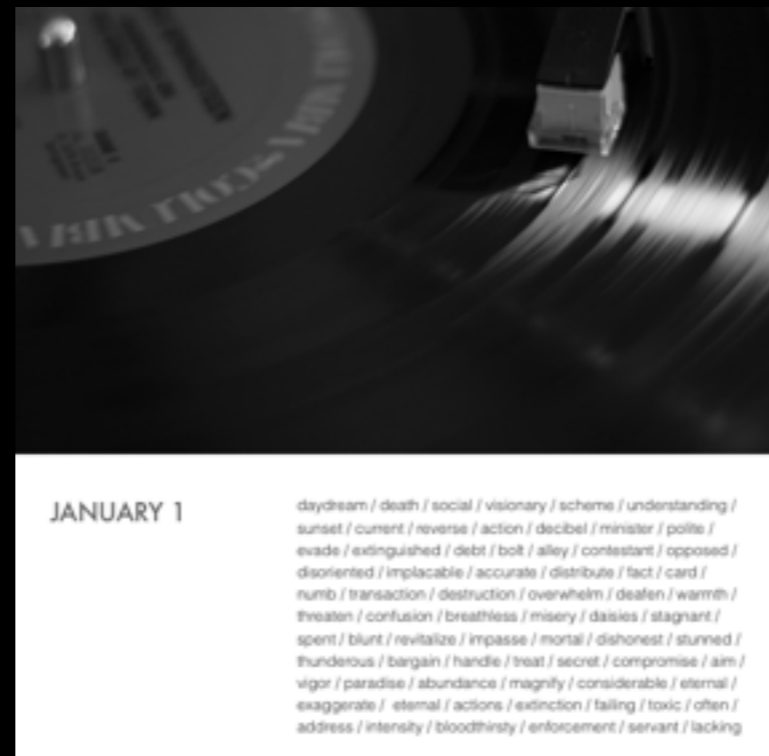 JANUARY 1
daydream / death / social / visionary / scheme / understanding /
sunset / current / reverse / action / decibel / minister / polite /
evade / extinguished / debt / bolt / alley / contestant / opposed /
disoriented / implacable / accurate / distribute / fact / card /
numb / transaction / destruction / overwhelm / deafen / warmth /
threaten / confusion / breathless / misery / daisies / stagnant /
spent / blunt / revitalize / impasse / mortal / dishonest / stunned /
thunderous / bargain / handle / treat / secret / compromise / aim /
vigor / paradise / abundance / magnify / considerable / eternal /
exaggerate / eternal / actions / extinction / failing / toxic / often /
address / intensity / bloodthirsty / enforcement / servant / lacking